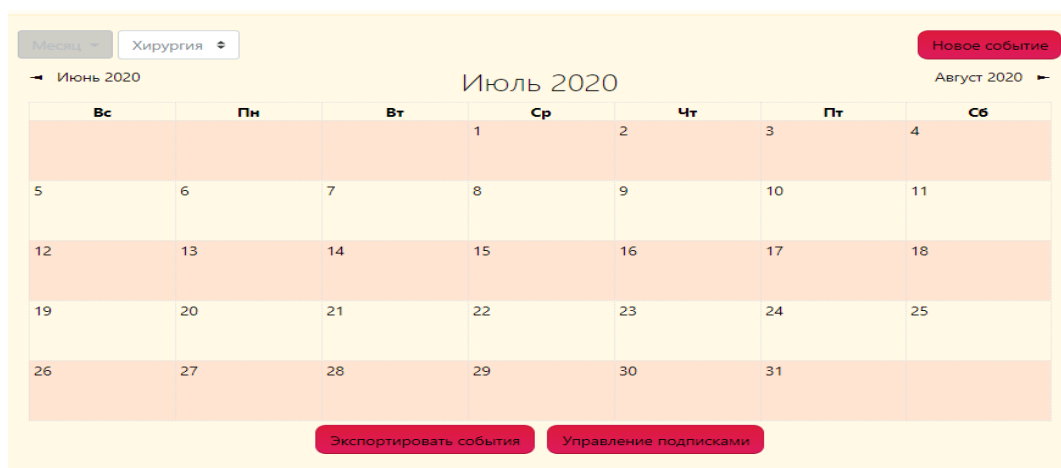 Месяц Хирургия Новое событие
Июнь 2020 Июль 2020 Август 2020
Вс Пн Вт Ср Чт Пт Сб
1 2 3 4
5 6 7 8 9 10 11
12 13 14 15 16 17 18
19 20 21 22 23 24 25
26 27 28 29 30 31
Экспортировать события Управление подписками